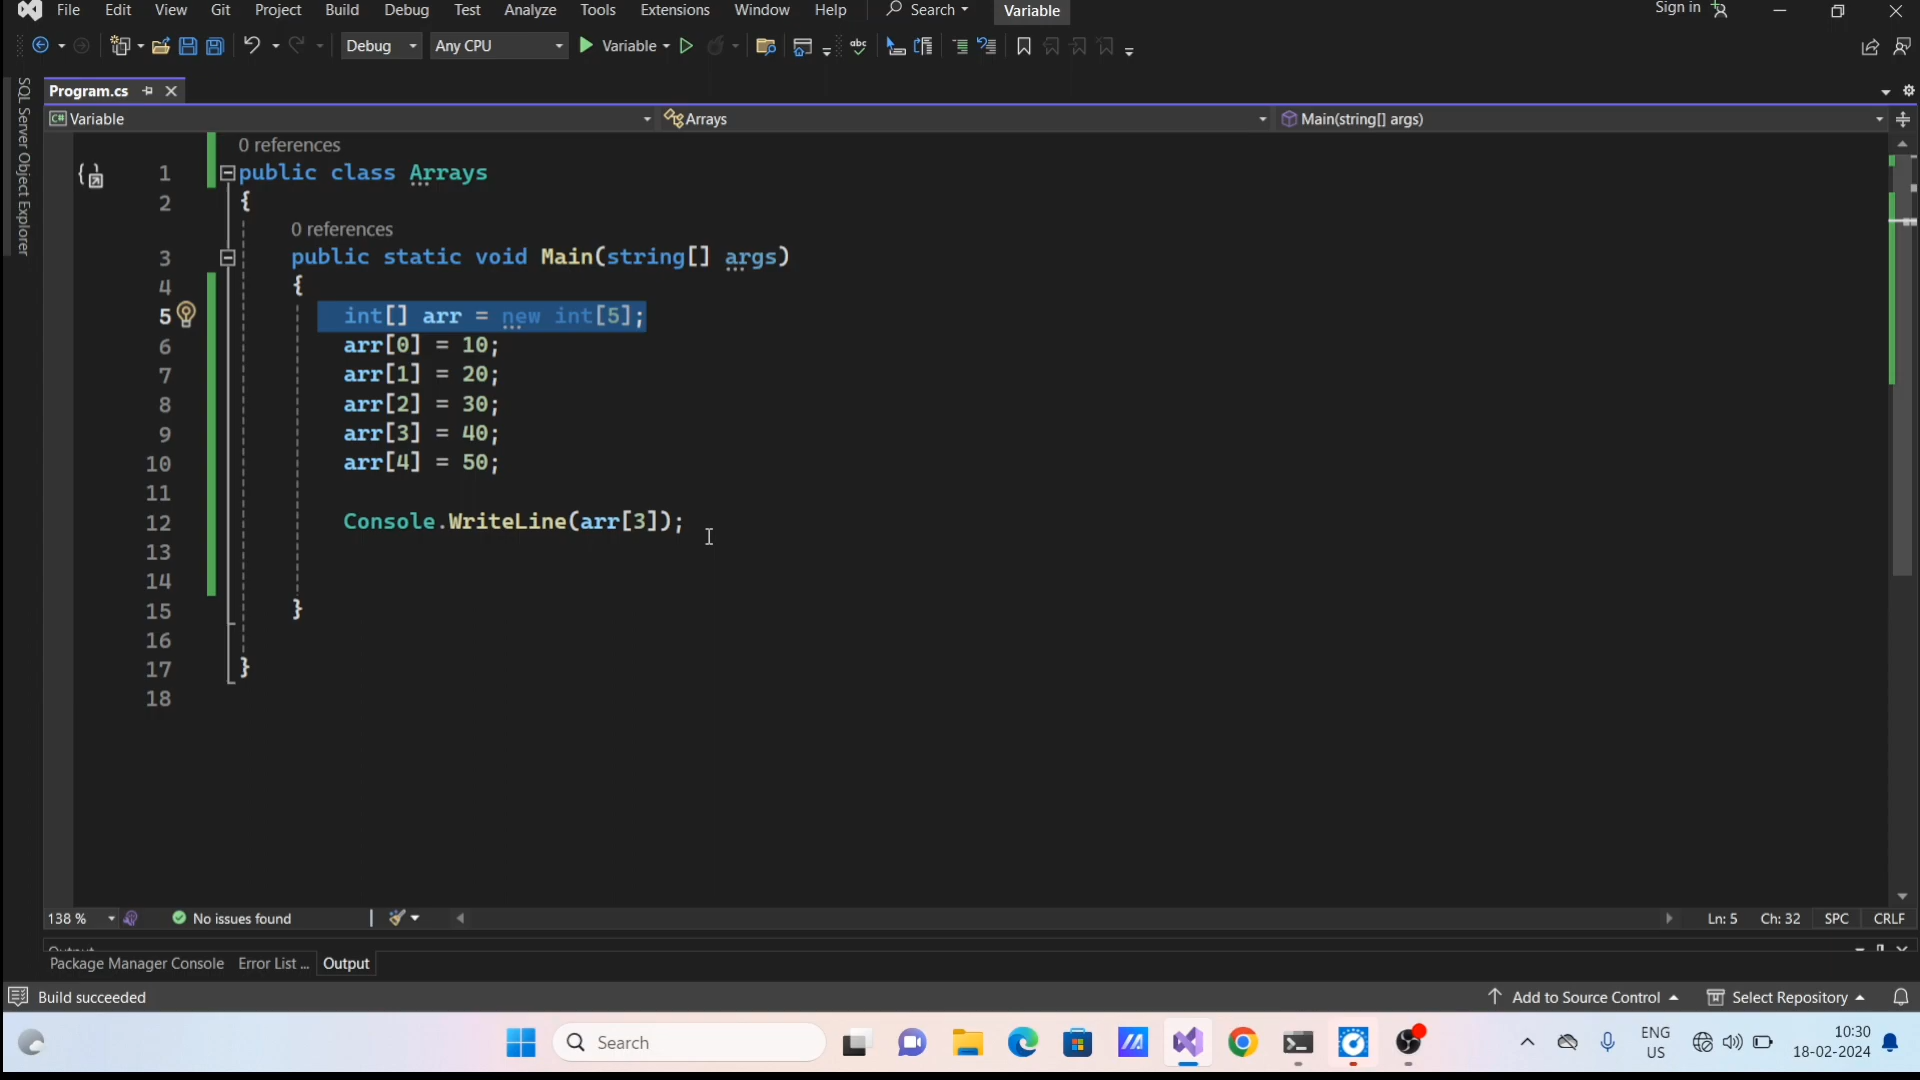 File Edit View Git Project Build Debug Test Analyze Tools Extensions Window Help Search Variable Sign in
Debug Any CPU Variable
Program.cs
Variable Arrays Main(string[] args)
SQL Server Object Explorer
0 references
1 public class Arrays
2 {
0 references
3 public static void Main(string[] args)
4 {
5 int[] arr = new int[5];
6 arr[0] = 10;
7 arr[1] = 20;
8 arr[2] = 30;
9 arr[3] = 40;
10 arr[4] = 50;
11
12 Console.WriteLine(arr[3]);
13
14
15 }
16
17 }
18
138 % No issues found Ln: 5 Ch: 32 SPC CRLF
Output
Package Manager Console Error List ... Output
Build succeeded Add to Source Control Select Repository
Search ENG 10:30
US 18-02-2024